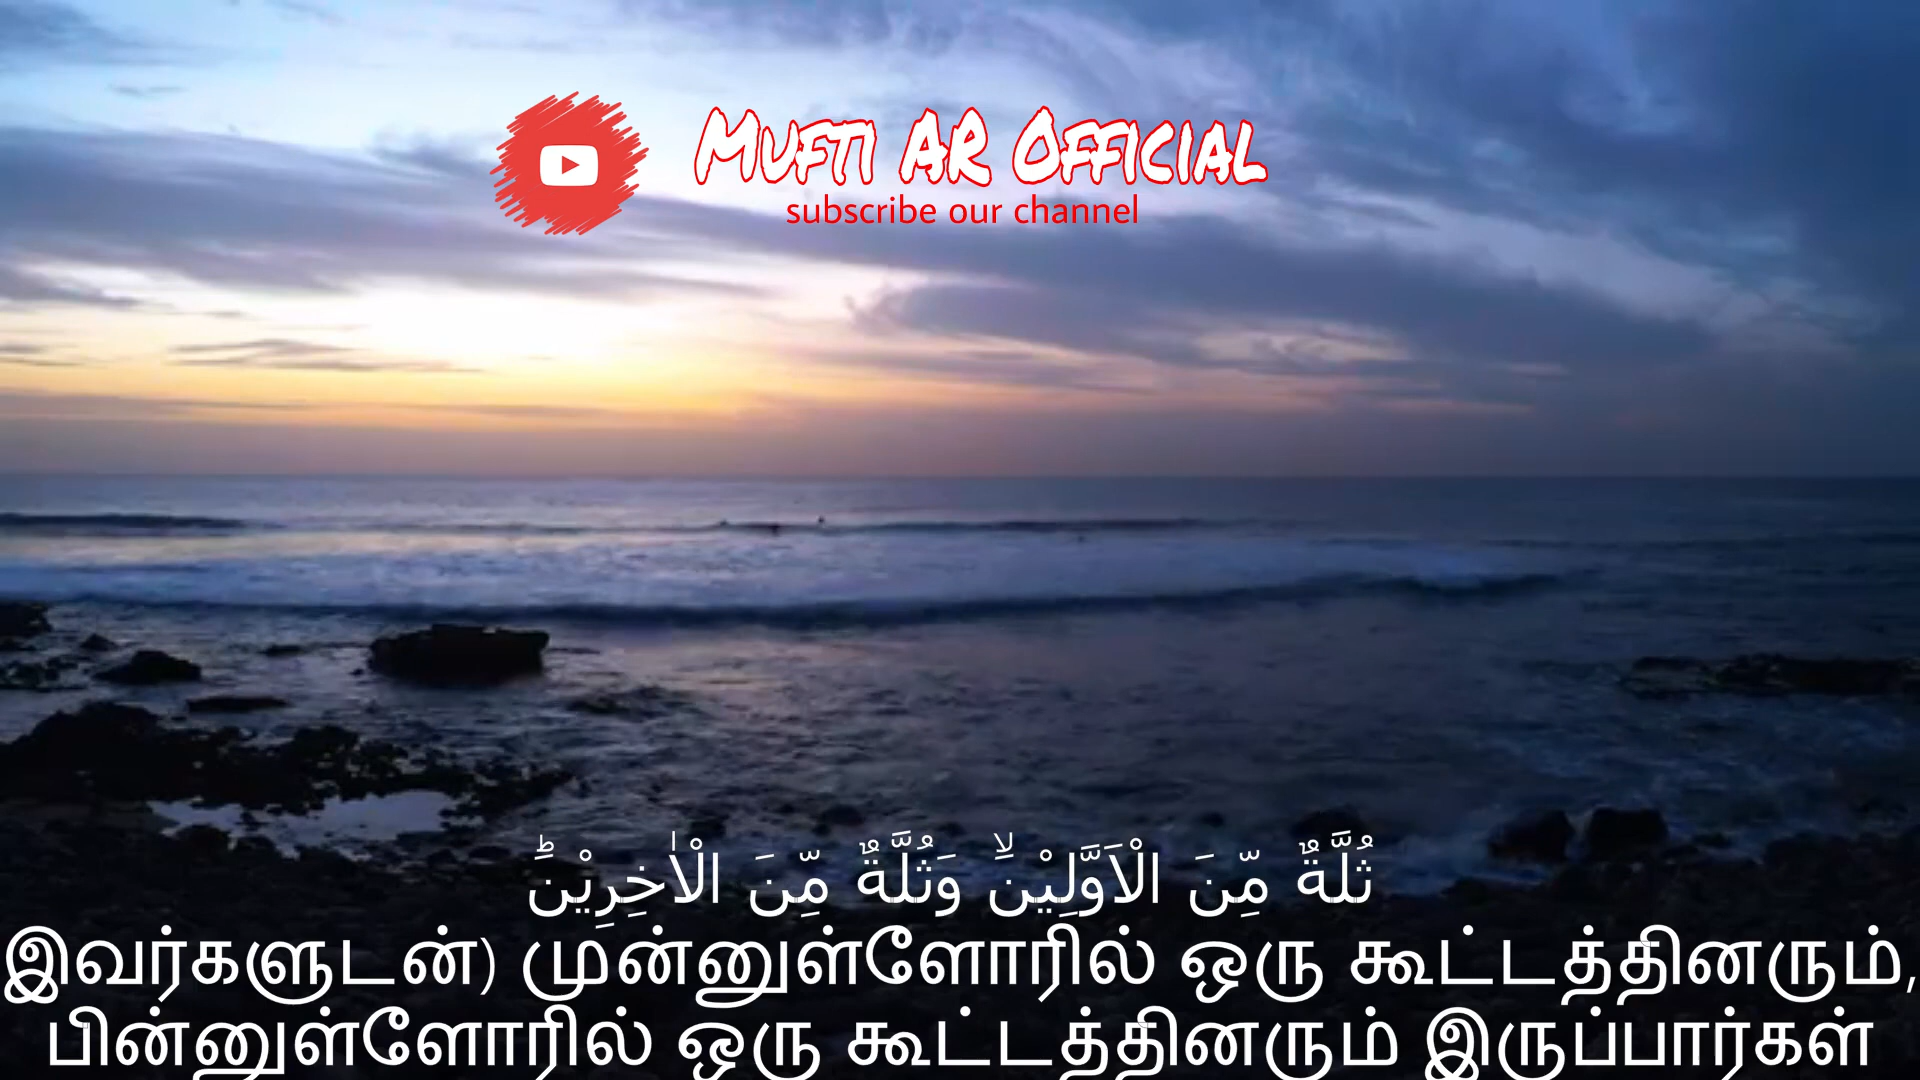 Mufti AR Official
subscribe our channel
ثُلَّةٌ مِّنَ الْاَوَّلِيْنَۙ وَثُلَّةٌ مِّنَ الْاٰخِرِيْنَؕ
இவர்களுடன்) முன்னுள்ளோரில் ஒரு கூட்டத்தினரும்,
பின்னுள்ளோரில் ஒரு கூட்டத்தினரும் இருப்பார்கள்